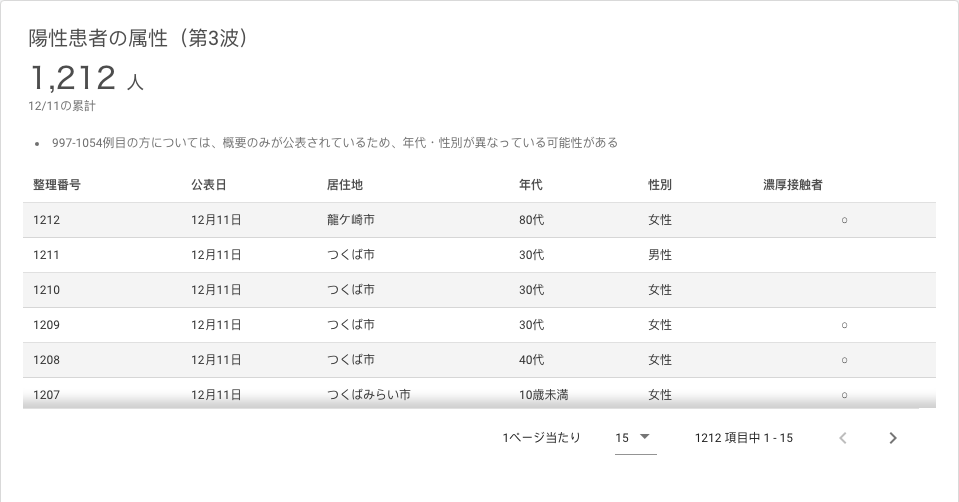 陽性患者の属性（第3波）
1,212 人
12/11の累計
• 997-1054例目の方については、概要のみが公表されているため、年代・性別が異なっている可能性がある
整理番号 公表日 居住地 年代 性別 濃厚接触者
1212 12月11日 龍ケ崎市 80代 女性 ○
1211 12月11日 つくば市 30代 男性
1210 12月11日 つくば市 30代 女性
1209 12月11日 つくば市 30代 女性 ○
1208 12月11日 つくば市 40代 女性 ○
1207 12月11日 つくばみらい市 10歳未満 女性 ○
1ページ当たり 15 1212 項目中 1 - 15